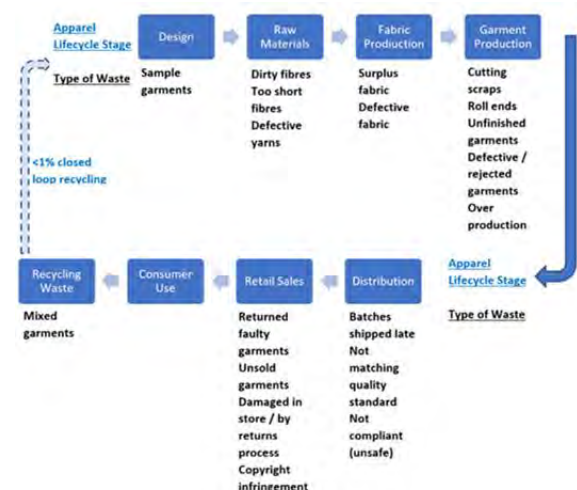 Apparel
Lifecycle Stage
Design
Raw
Materials
Fabric
Production
Garment
Production
Type of Waste
Sample
garments
Dirty fibres
Too short
fibres
Defective
yarns
Surplus
fabric
Defective
fabric
Cutting
scraps
Roll ends
Unfinished
garments
Defective /
rejected
garments
Over
production
<1% closed
loop recycling
Recycling
Waste
Consumer
Use
Retail Sales
Distribution
Apparel
Lifecycle Stage
Type of Waste
Mixed
garments
Returned
faulty
garments
Unsold
garments
Damaged in
store / by
returns
process
Copyright
infringement
Batches
shipped late
Not
matching
quality
standard
Not
compliant
(unsafe)